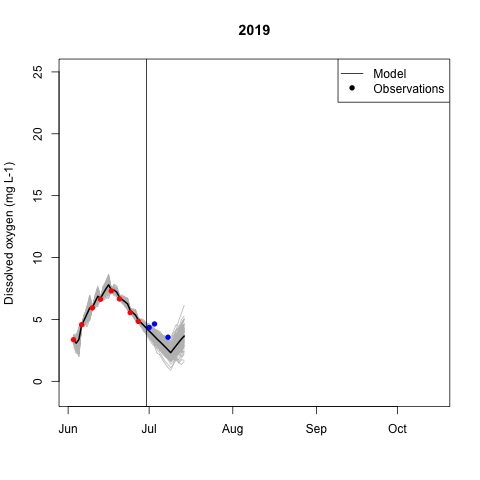 2019
Dissolved oxygen (mg L-1)
25
20
15
10
5
0
Model
Observations
Jun
Jul
Aug
Sep
Oct